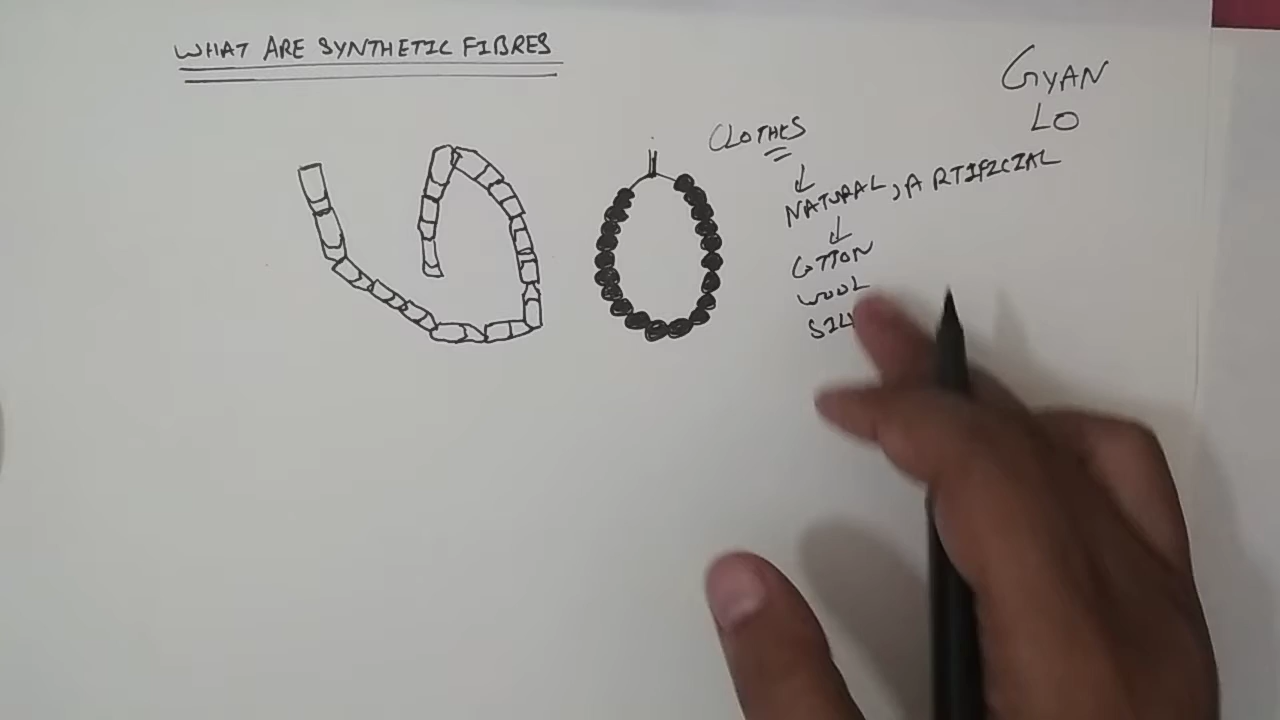 WHAT ARE SYNTHETIC FIBRES
GYAN
LO
CLOTHES
NATURAL, ARTIFICIAL
COTTON
WOOL